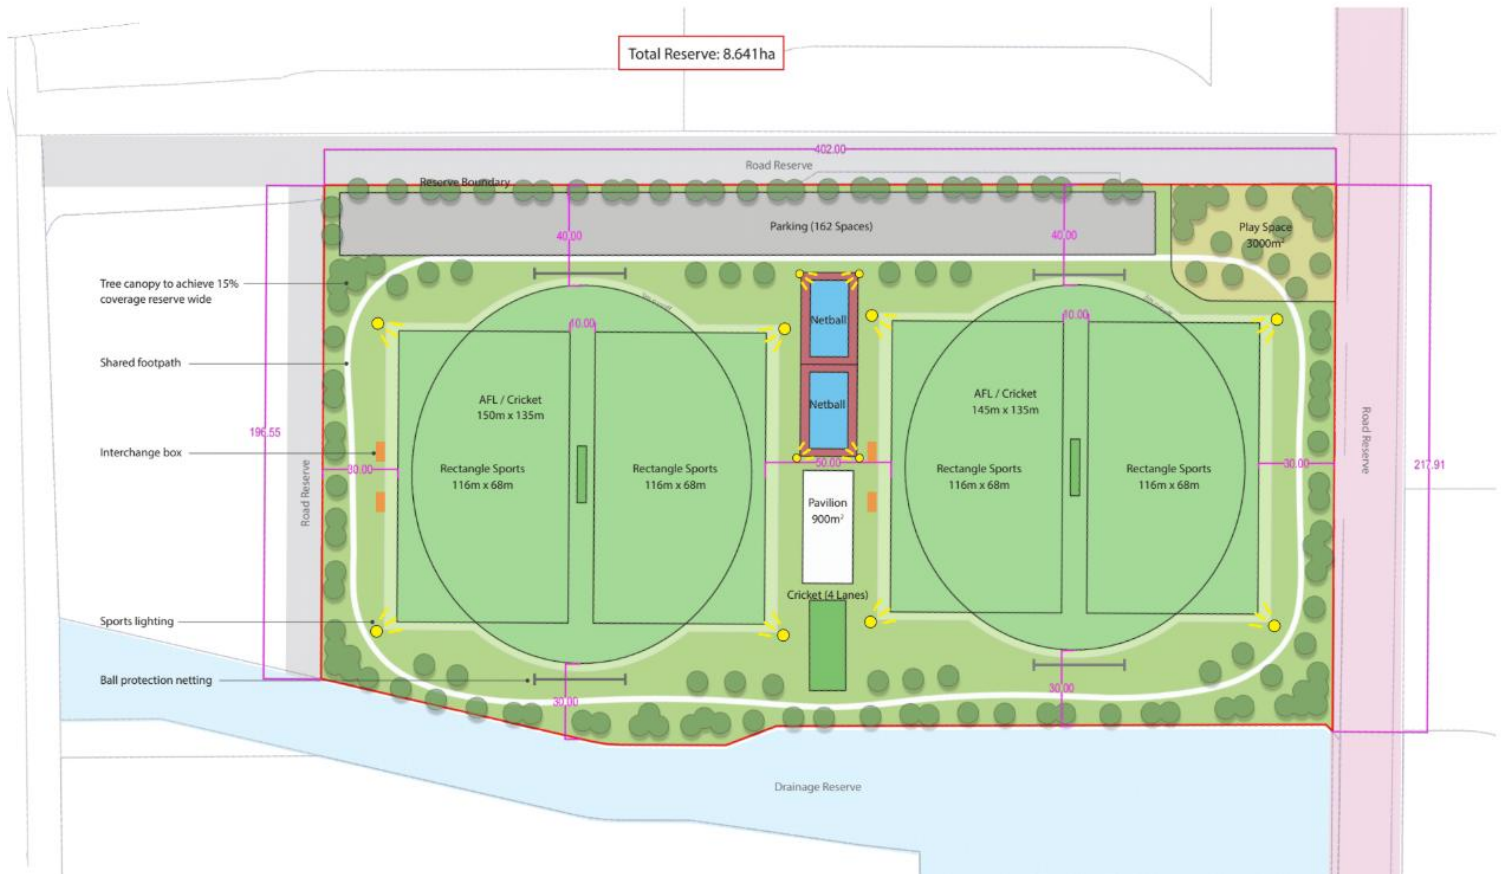 Total Reserve: 8.641ha
402.00
Road Reserve
Reserve Boundary
Parking (162 Spaces)
40.00
40.00
Play Space
3000m²
Tree canopy to achieve 15%
coverage reserve wide
Netball
10.00
10.00
Shared footpath
AFL / Cricket
150m x 135m
Netball
AFL / Cricket
145m x 135m
Road Reserve
196.55
Interchange box
30.00
Rectangle Sports
116m x 68m
Rectangle Sports
116m x 68m
50.00
Rectangle Sports
116m x 68m
Rectangle Sports
116m x 68m
30.00
217.91
Road Reserve
Pavilion
900m²
Cricket (4 Lanes)
Sports lighting
Ball protection netting
30.00
30.00
Drainage Reserve